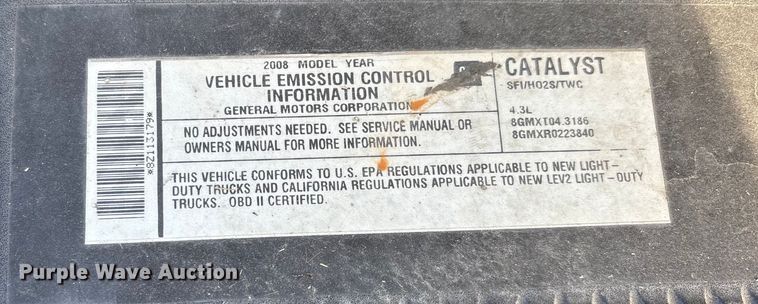 2008 MODEL YEAR
VEHICLE EMISSION CONTROL
INFORMATION
GENERAL MOTORS CORPORATION
NO ADJUSTMENTS NEEDED. SEE SERVICE MANUAL OR
OWNERS MANUAL FOR MORE INFORMATION.
CATALYST
SFI/HO2S/TWC
4.3L
8GMXT04.3186
8GMXR0223840
THIS VEHICLE CONFORMS TO U.S. EPA REGULATIONS APPLICABLE TO NEW LIGHT-
DUTY TRUCKS AND CALIFORNIA REGULATIONS APPLICABLE TO NEW LEV2 LIGHT-DUTY
TRUCKS. OBD II CERTIFIED.
*8Z113179*
Purple Wave Auction